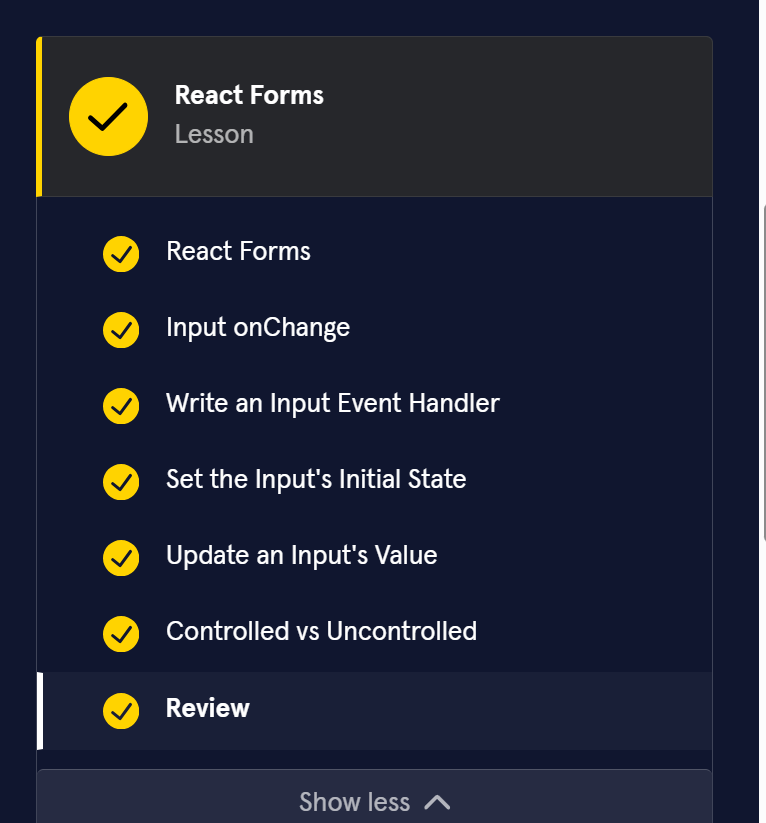 React Forms
Lesson
React Forms
Input onChange
Write an Input Event Handler
Set the Input's Initial State
Update an Input's Value
Controlled vs Uncontrolled
Review
Show less